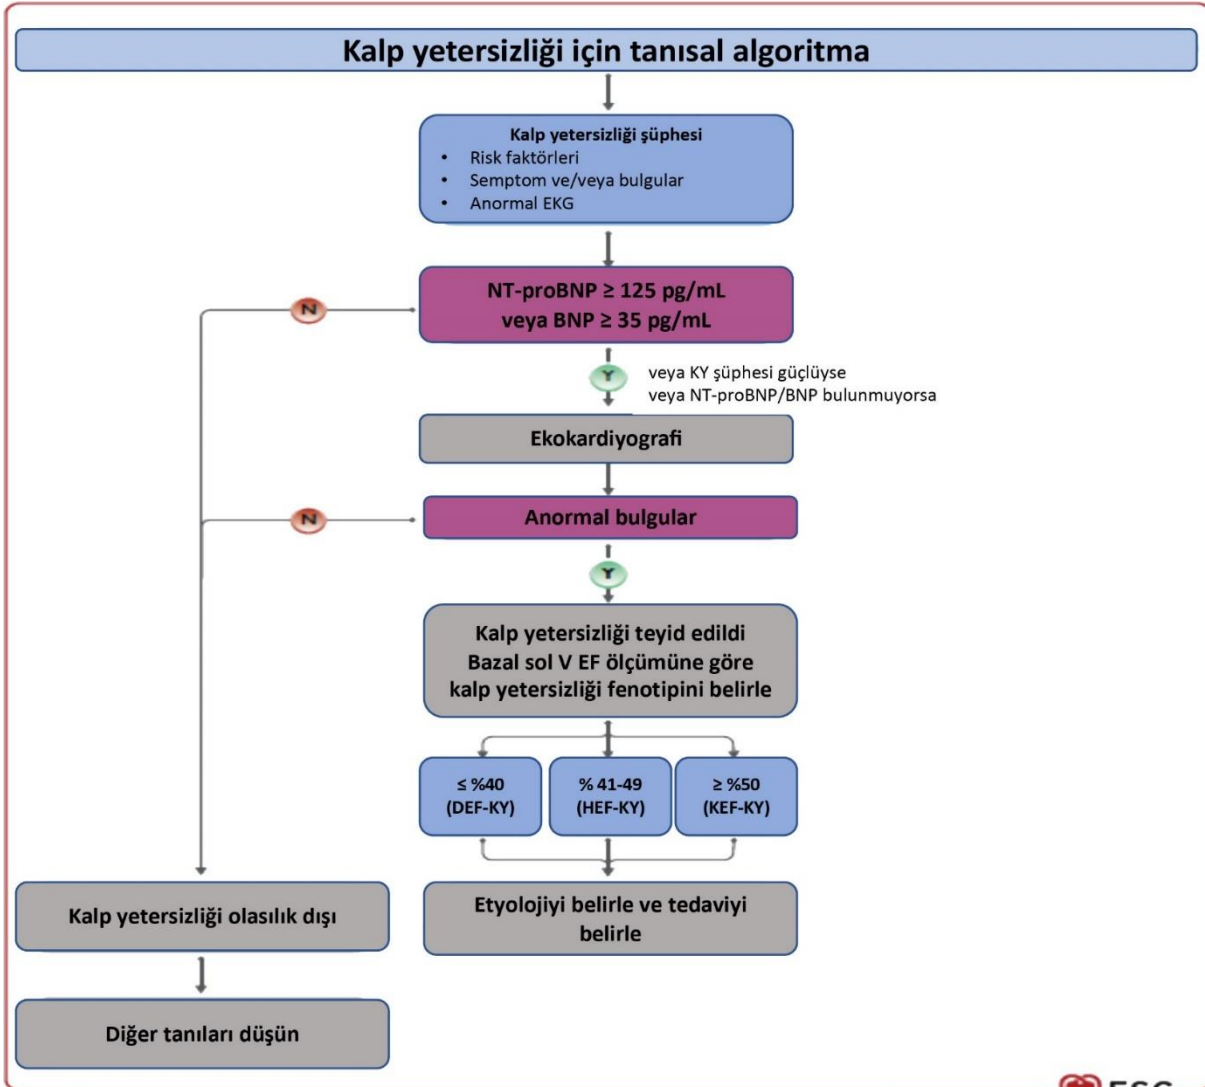 Kalp yetersizliği için tanısal algoritma
Kalp yetersizliği şüphesi
• Risk faktörleri
• Semptom ve/veya bulgular
• Anormal EKG
NT-proBNP ≥ 125 pg/mL
veya BNP ≥ 35 pg/mL
N
Y
veya KY şüphesi güçlüyse
veya NT-proBNP/BNP bulunmuyorsa
Ekokardiyografi
Anormal bulgular
N
Y
Kalp yetersizliği teyid edildi
Bazal sol V EF ölçümüne göre
kalp yetersizliği fenotipini belirle
≤ %40
(DEF-KY)
% 41-49
(HEF-KY)
≥ %50
(KEF-KY)
Kalp yetersizliği olasılık dışı
Etyolojiyi belirle ve tedaviyi
belirle
Diğer tanıları düşün